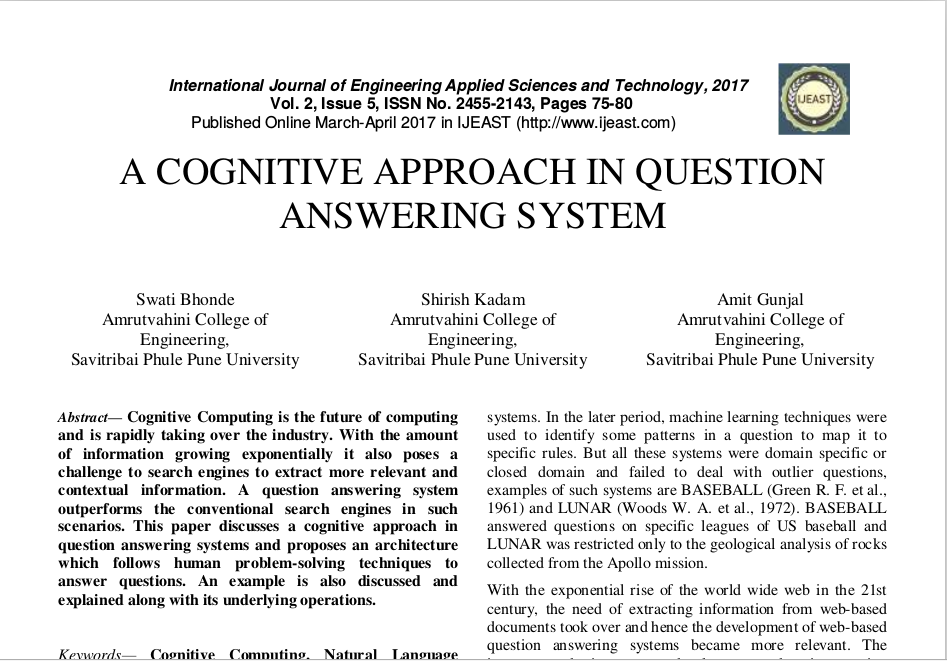 International Journal of Engineering Applied Sciences and Technology, 2017
Vol. 2, Issue 5, ISSN No. 2455-2143, Pages 75-80
Published Online March-April 2017 in IJEAST (http://www.ijeast.com)
IJEAST
A COGNITIVE APPROACH IN QUESTION
ANSWERING SYSTEM
Swati Bhonde
Amrutvahini College of
Engineering,
Savitribai Phule Pune University
Shirish Kadam
Amrutvahini College of
Engineering,
Savitribai Phule Pune University
Amit Gunjal
Amrutvahini College of
Engineering,
Savitribai Phule Pune University
Abstract— Cognitive Computing is the future of computing
and is rapidly taking over the industry. With the amount
of information growing exponentially it also poses a
challenge to search engines to extract more relevant and
contextual information. A question answering system
outperforms the conventional search engines in such
scenarios. This paper discusses a cognitive approach in
question answering systems and proposes an architecture
which follows human problem-solving techniques to
answer questions. An example is also discussed and
explained along with its underlying operations.
Keywords— Cognitive Computing, Natural Language
systems. In the later period, machine learning techniques were
used to identify some patterns in a question to map it to
specific rules. But all these systems were domain specific or
closed domain and failed to deal with outlier questions,
examples of such systems are BASEBALL (Green R. F. et al.,
1961) and LUNAR (Woods W. A. et al., 1972). BASEBALL
answered questions on specific leagues of US baseball and
LUNAR was restricted only to the geological analysis of rocks
collected from the Apollo mission.
With the exponential rise of the world wide web in the 21st
century, the need of extracting information from web-based
documents took over and hence the development of web-based
question answering systems became more relevant. The